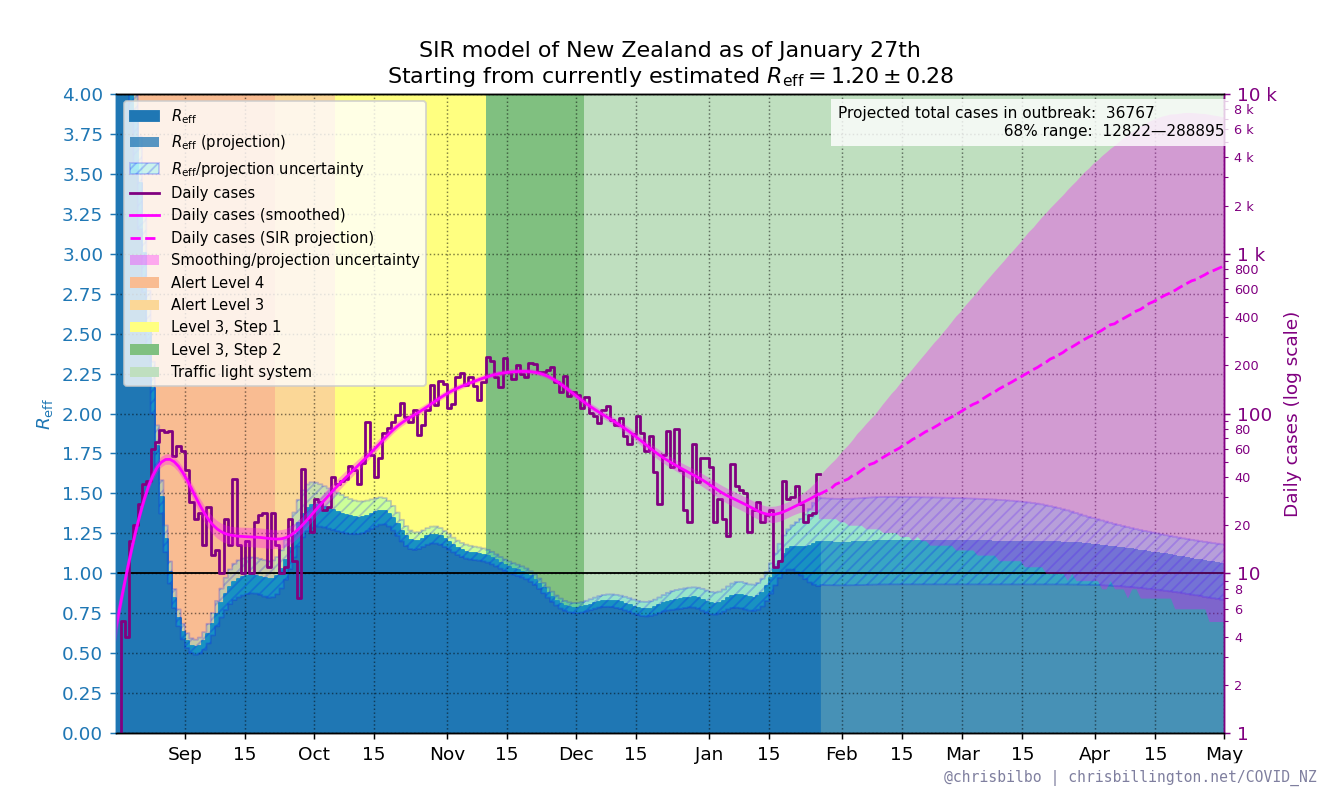 SIR model of New Zealand as of January 27th
Starting from currently estimated Reff = 1.20 ± 0.28
Projected total cases in outbreak: 36767
68% range: 12822—288895
Reff
Reff (projection)
Reff/projection uncertainty
Daily cases
Daily cases (smoothed)
Daily cases (SIR projection)
Smoothing/projection uncertainty
Alert Level 4
Alert Level 3
Level 3, Step 1
Level 3, Step 2
Traffic light system
Reff
4.00
3.75
3.50
3.25
3.00
2.75
2.50
2.25
2.00
1.75
1.50
1.25
1.00
0.75
0.50
0.25
0.00
10 k
8 k
6 k
4 k
2 k
1 k
800
600
400
200
100
80
60
40
20
10
8
6
4
2
1
Daily cases (log scale)
Sep 15 Oct 15 Nov 15 Dec 15 Jan 15 Feb 15 Mar 15 Apr 15 May
@chrisbilbo | chrisbillington.net/COVID_NZ